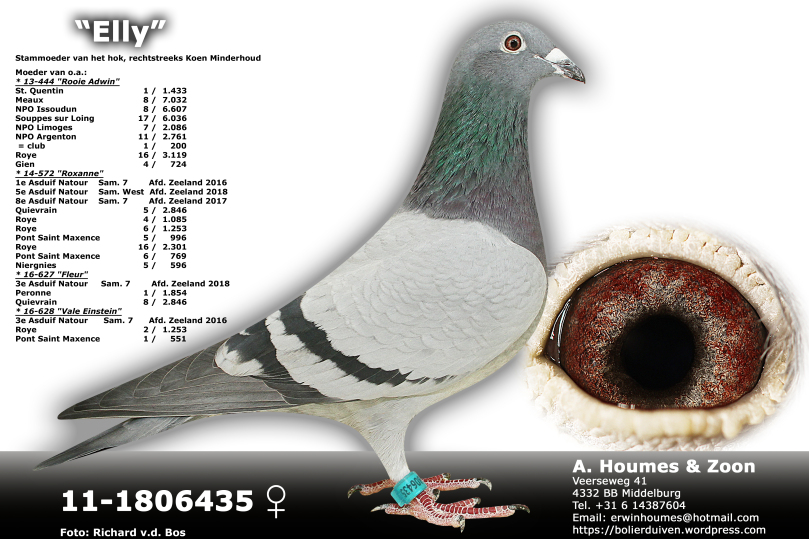 “Elly”
Stammoeder van het hok, rechtstreeks Koen Minderhoud
Moeder van o.a.:
* 13-444 "Rooie Adwin"
St. Quentin 1 / 1.433
Meaux 8 / 7.032
NPO Issoudun 8 / 6.607
Souppes sur Loing 17 / 6.036
NPO Limoges 7 / 2.086
NPO Argenton 11 / 2.761
= club 1 / 200
Roye 16 / 3.119
Gien 4 / 724
* 14-572 "Roxanne"
1e Asduif Natour Sam. 7 Afd. Zeeland 2016
5e Asduif Natour Sam. West Afd. Zeeland 2018
8e Asduif Natour Sam. 7 Afd. Zeeland 2017
Quievrain 5 / 2.846
Roye 4 / 1.085
Roye 6 / 1.253
Pont Saint Maxence 5 / 996
Roye 16 / 2.301
Pont Saint Maxence 6 / 769
Niergnies 5 / 596
* 16-627 "Fleur"
3e Asduif Natour Sam. 7 Afd. Zeeland 2018
Peronne 1 / 1.854
Quievrain 8 / 2.846
* 16-628 "Vale Einstein"
3e Asduif Natour Sam. 7 Afd. Zeeland 2016
Roye 2 / 1.253
Pont Saint Maxence 1 / 551
11-1806435 ♀
Foto: Richard v.d. Bos
A. Houmes & Zoon
Veerseweg 41
4332 BB Middelburg
Tel. +31 6 14387604
Email: erwinhoumes@hotmail.com
https://bolierduiven.wordpress.com